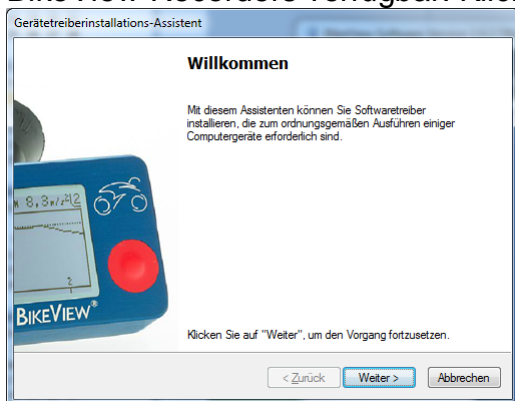 Gerätetreiberinstallations-Assistent
Willkommen
Mit diesem Assistenten können Sie Softwaretreiber
installieren, die zum ordnungsgemäßen Ausführen einiger
Computergeräte erforderlich sind.
BIKEVIEW®
Klicken Sie auf "Weiter", um den Vorgang fortzusetzen.
< Zurück
Weiter >
Abbrechen